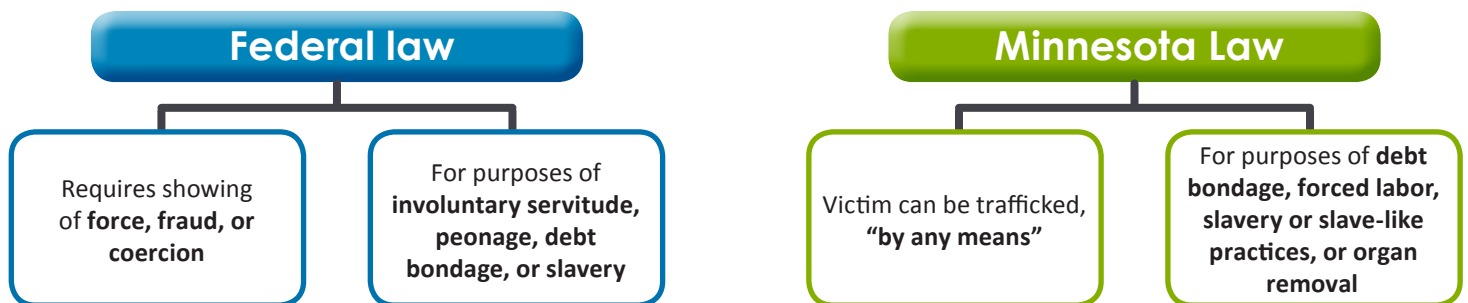 Federal law
Requires showing
of force, fraud, or
coercion
For purposes of
involuntary servitude,
peonage, debt
bondage, or slavery
Minnesota Law
Victim can be trafficked,
“by any means”
For purposes of debt
bondage, forced labor,
slavery or slave-like
practices, or organ
removal